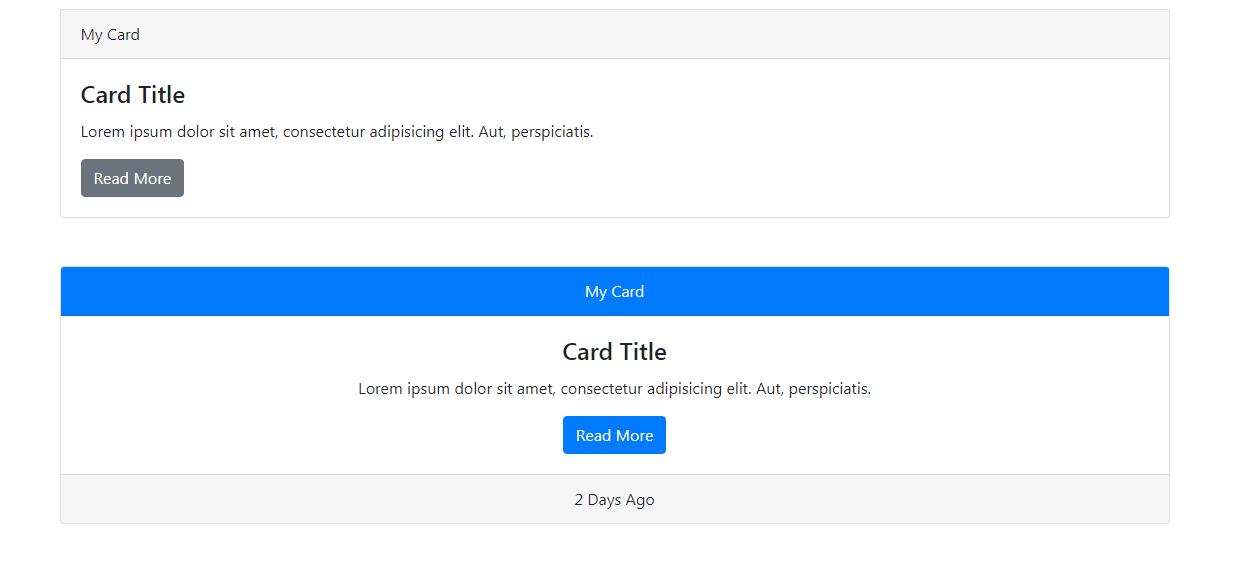 My Card
Card Title
Lorem ipsum dolor sit amet, consectetur adipisicing elit. Aut, perspiciatis.
Read More
My Card
Card Title
Lorem ipsum dolor sit amet, consectetur adipisicing elit. Aut, perspiciatis.
Read More
2 Days Ago